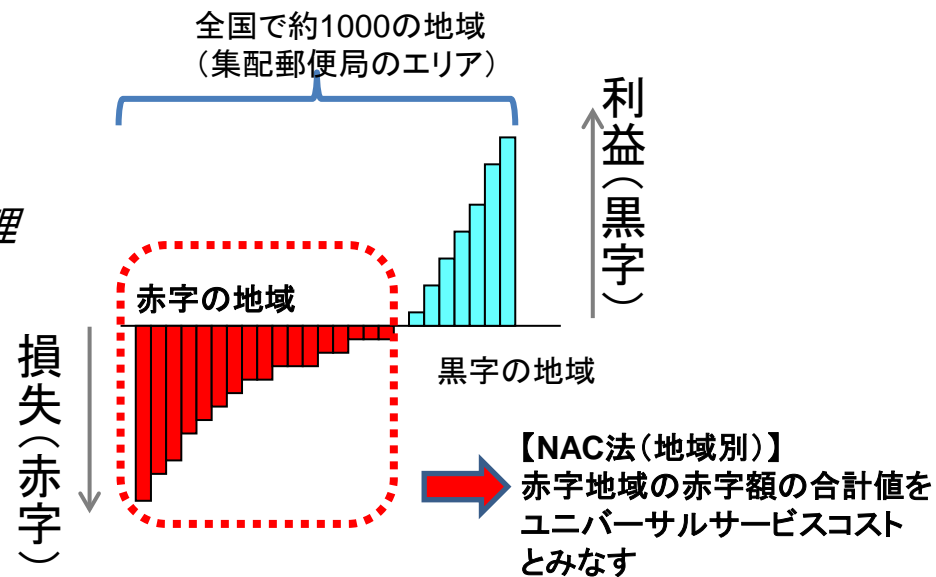 全国で約1000の地域
（集配郵便局のエリア）
利益（黒字）
理
赤字の地域
損失（赤字）
黒字の地域
【NAC法（地域別）】
赤字地域の赤字額の合計値を
ユニバーサルサービスコスト
とみなす